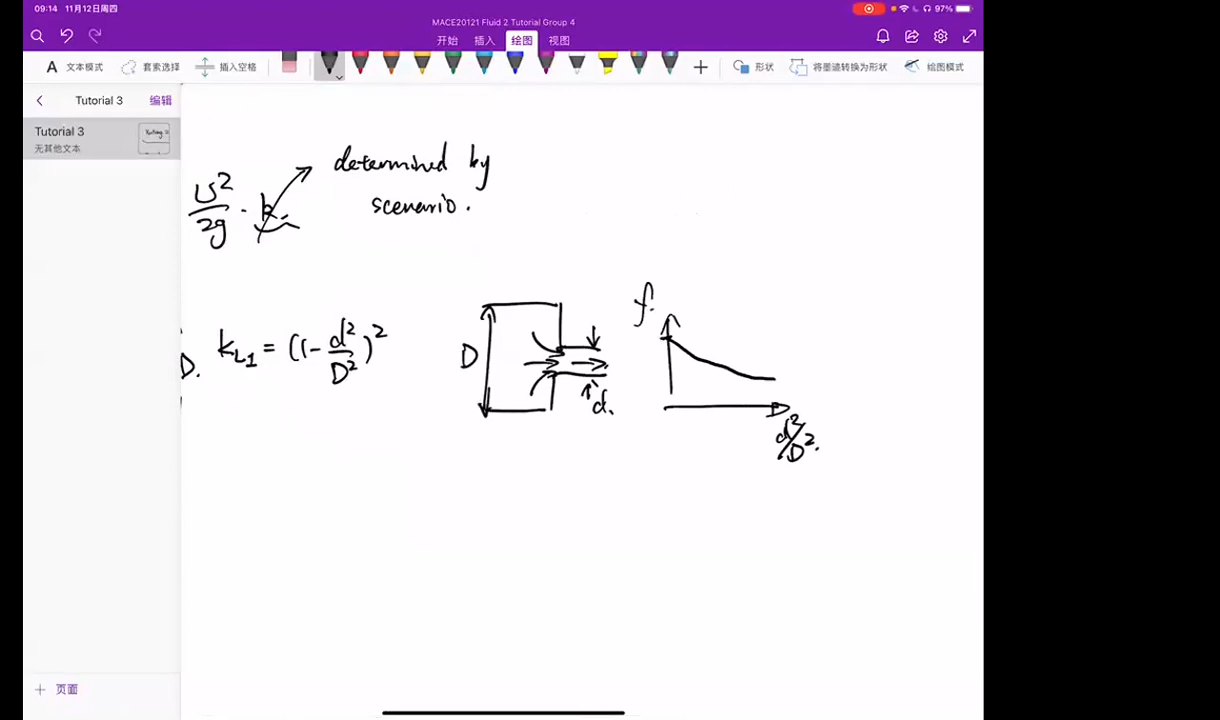 09:14 11月12日周四
97%
MACE20121 Fluid 2 Tutorial Group 4
开始 插入 绘图 视图
文本模式 套索选择 插入空格 形状 将墨迹转换为形状 绘图模式
Tutorial 3 编辑
Tutorial 3
无其他文本
determined by
scenario.
U²/2g · k
D. k_L1 = (1 - d²/D²)²
D
d.
f.
d²/D².
页面